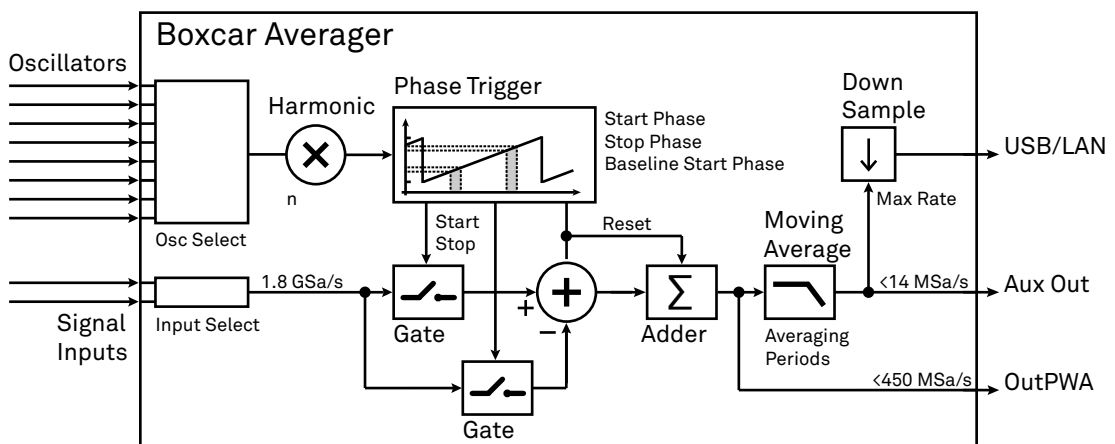 Boxcar Averager
Oscillators
Harmonic
n
Osc Select
Phase Trigger
Start Phase
Stop Phase
Baseline Start Phase
Down
Sample
USB/LAN
Max Rate
Start
Stop
Reset
Moving
Average
Signal
Inputs
Input Select
1.8 GSa/s
Gate
+
+
−
Σ
Adder
Averaging
Periods
<14 MSa/s
Aux Out
<450 MSa/s
OutPWA
Gate